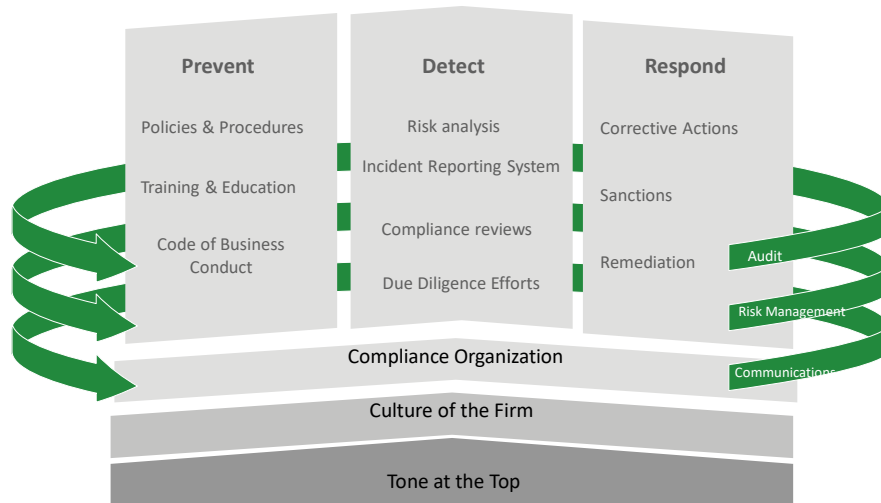 Prevent
Policies & Procedures
Training & Education
Code of Business
Conduct
Detect
Risk analysis
Incident Reporting System
Compliance reviews
Due Diligence Efforts
Respond
Corrective Actions
Sanctions
Remediation
Audit
Risk Management
Communications
Compliance Organization
Culture of the Firm
Tone at the Top